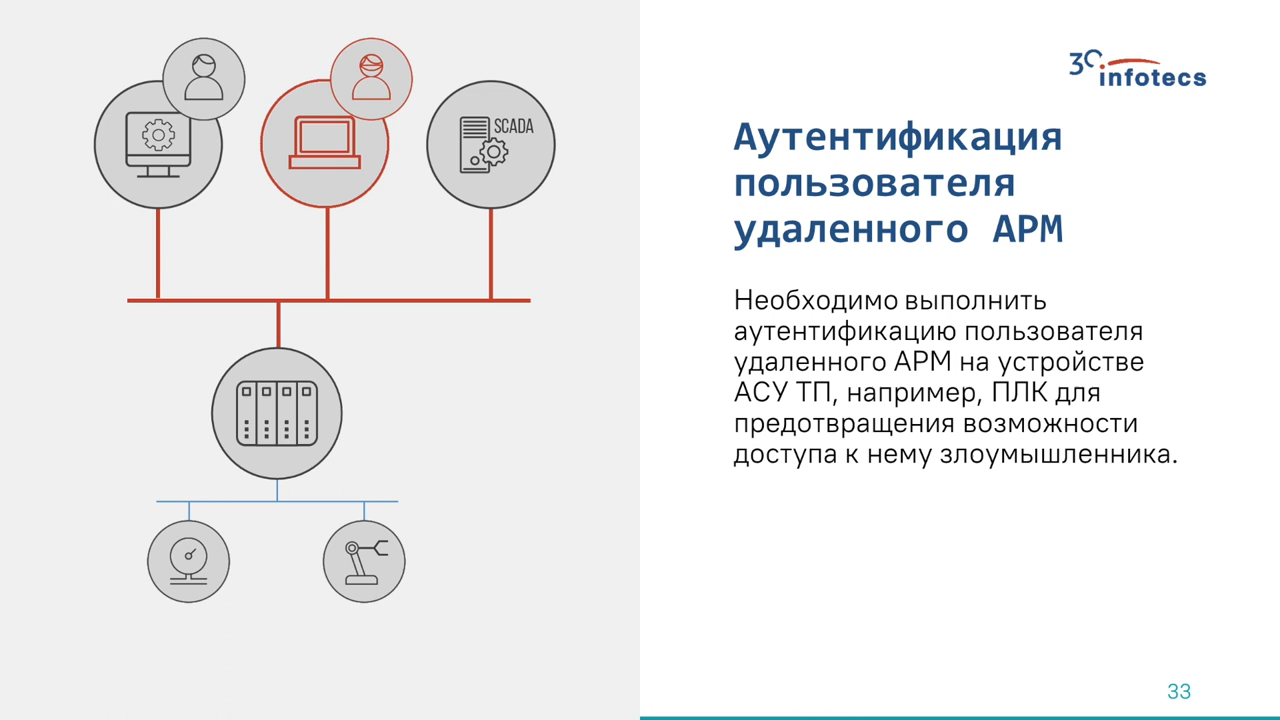 SCADA
30
infotecs
Аутентификация
пользователя
удаленного АРМ
Необходимо выполнить
аутентификацию пользователя
удаленного АРМ на устройстве
АСУ ТП, например, ПЛК для
предотвращения возможности
доступа к нему злоумышленника.
33